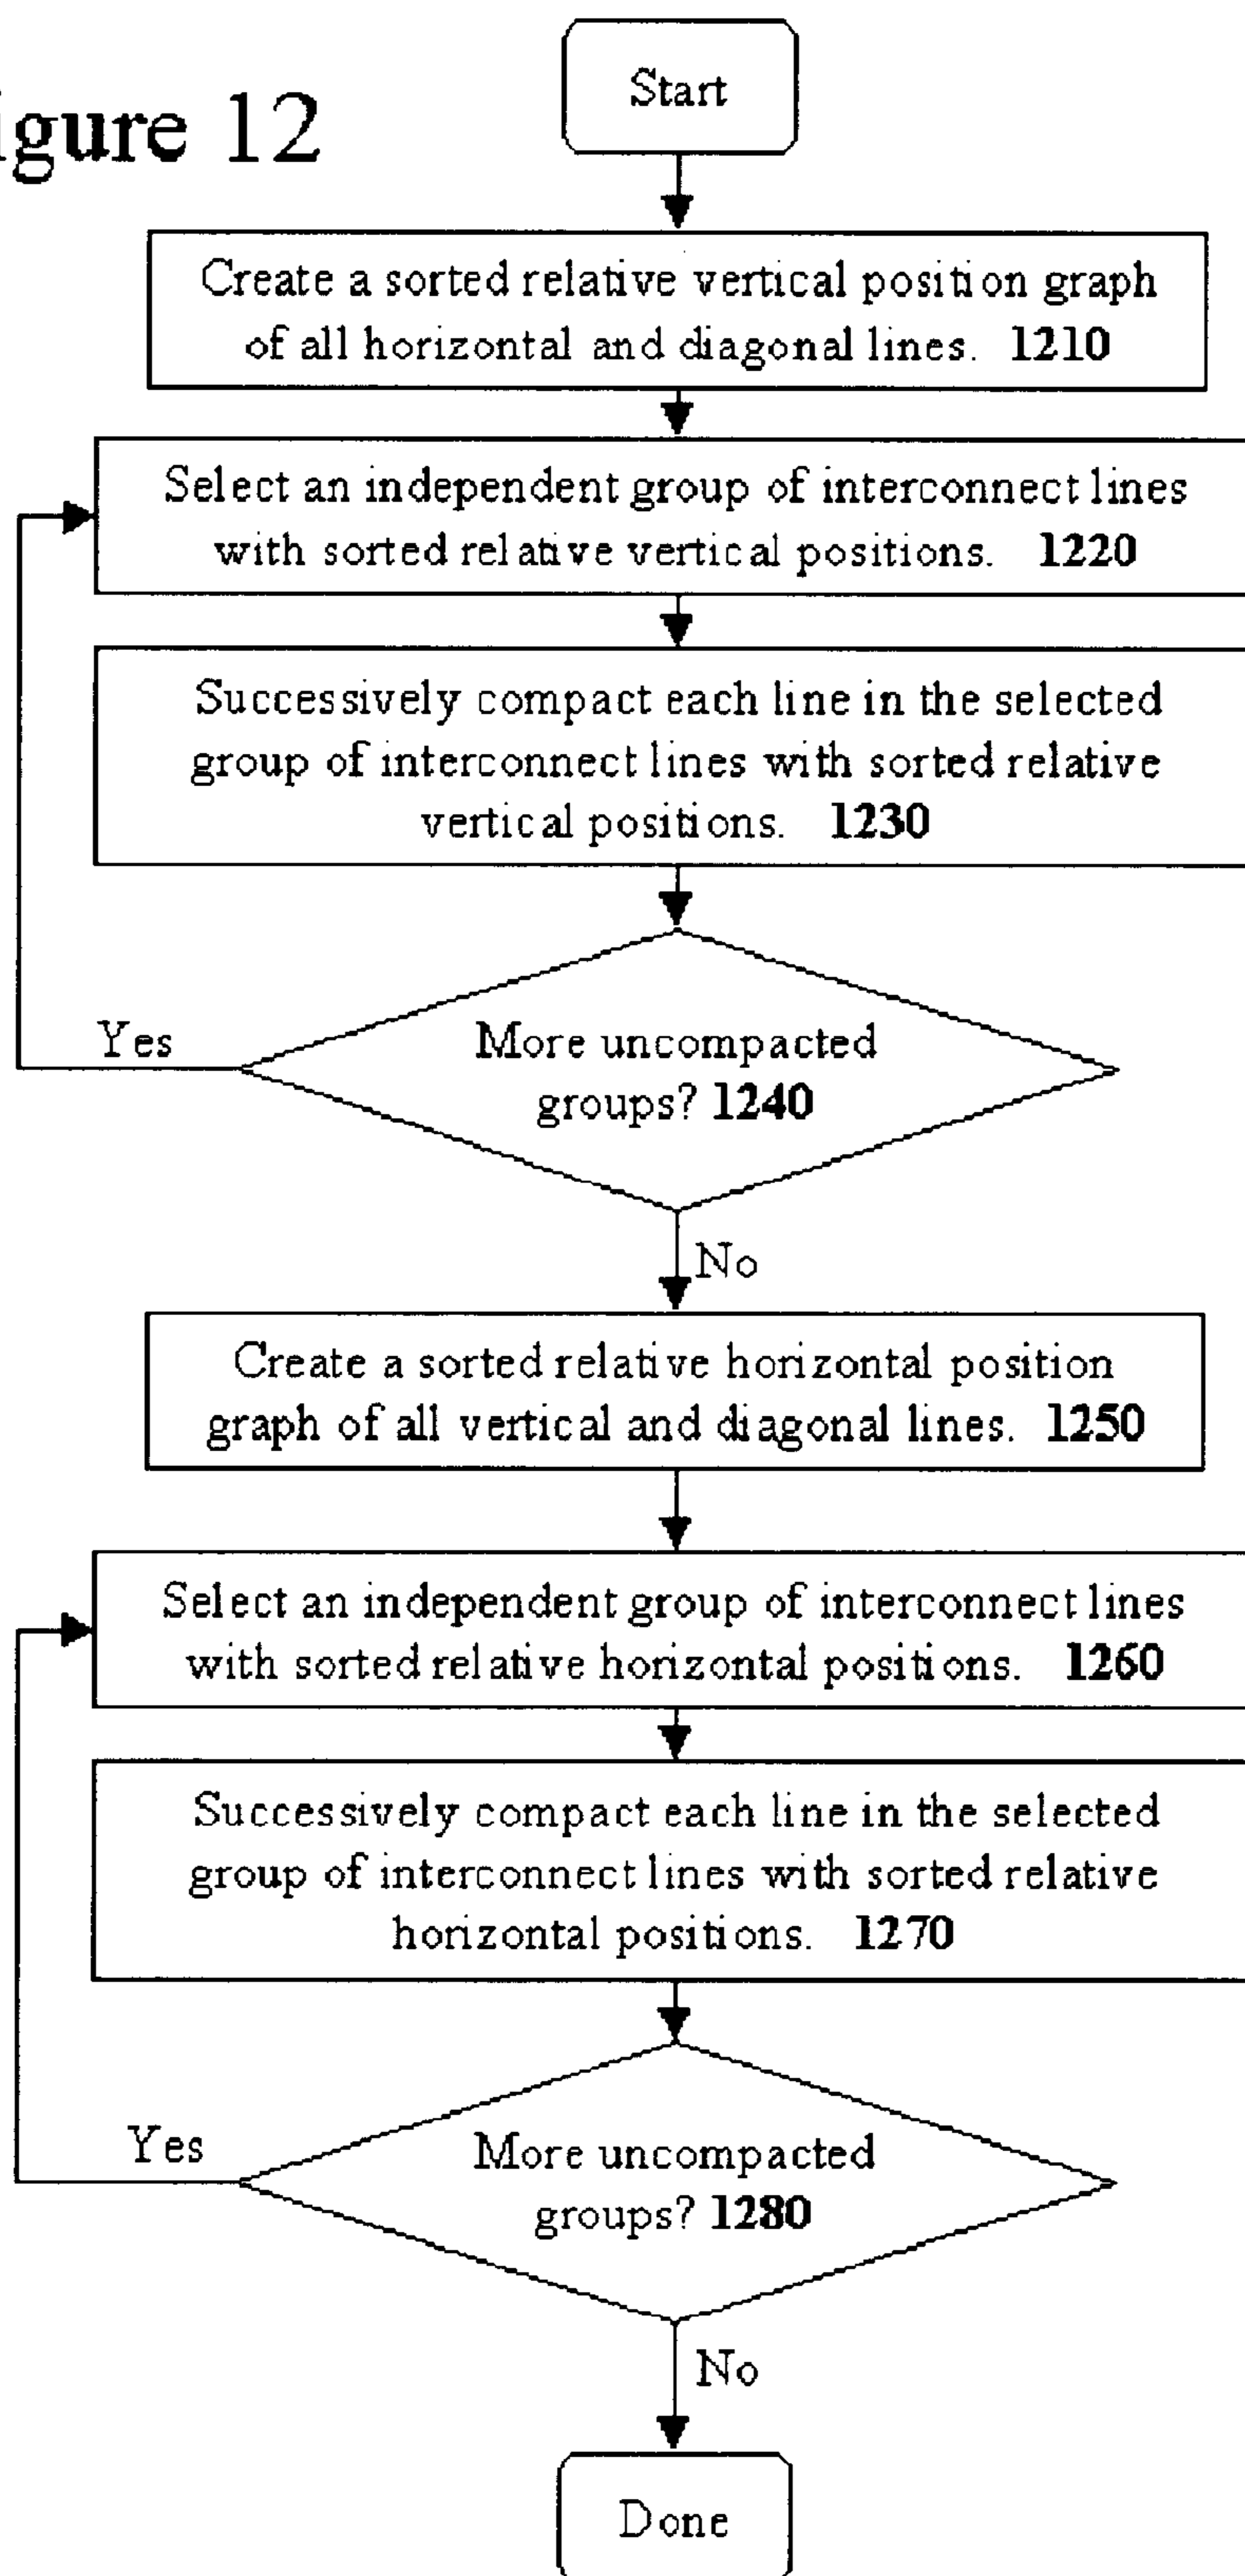 igure 12
Start
Create a sorted relative vertical position graph
of all horizontal and diagonal lines. 1210
Select an independent group of interconnect lines
with sorted relative vertical positions. 1220
Successively compact each line in the selected
group of interconnect lines with sorted relative
vertical positions. 1230
Yes
More uncompacted
groups? 1240
No
Create a sorted relative horizontal position
graph of all vertical and diagonal lines. 1250
Select an independent group of interconnect lines
with sorted relative horizontal positions. 1260
Successively compact each line in the selected
group of interconnect lines with sorted relative
horizontal positions. 1270
Yes
More uncompacted
groups? 1280
No
Done